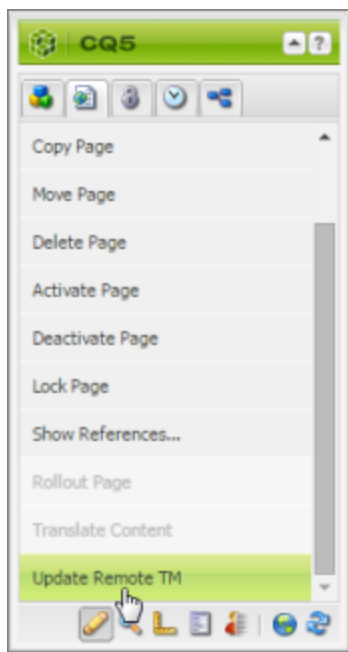 CQ5
?
Copy Page
Move Page
Delete Page
Activate Page
Deactivate Page
Lock Page
Show References...
Rollout Page
Translate Content
Update Remote TM